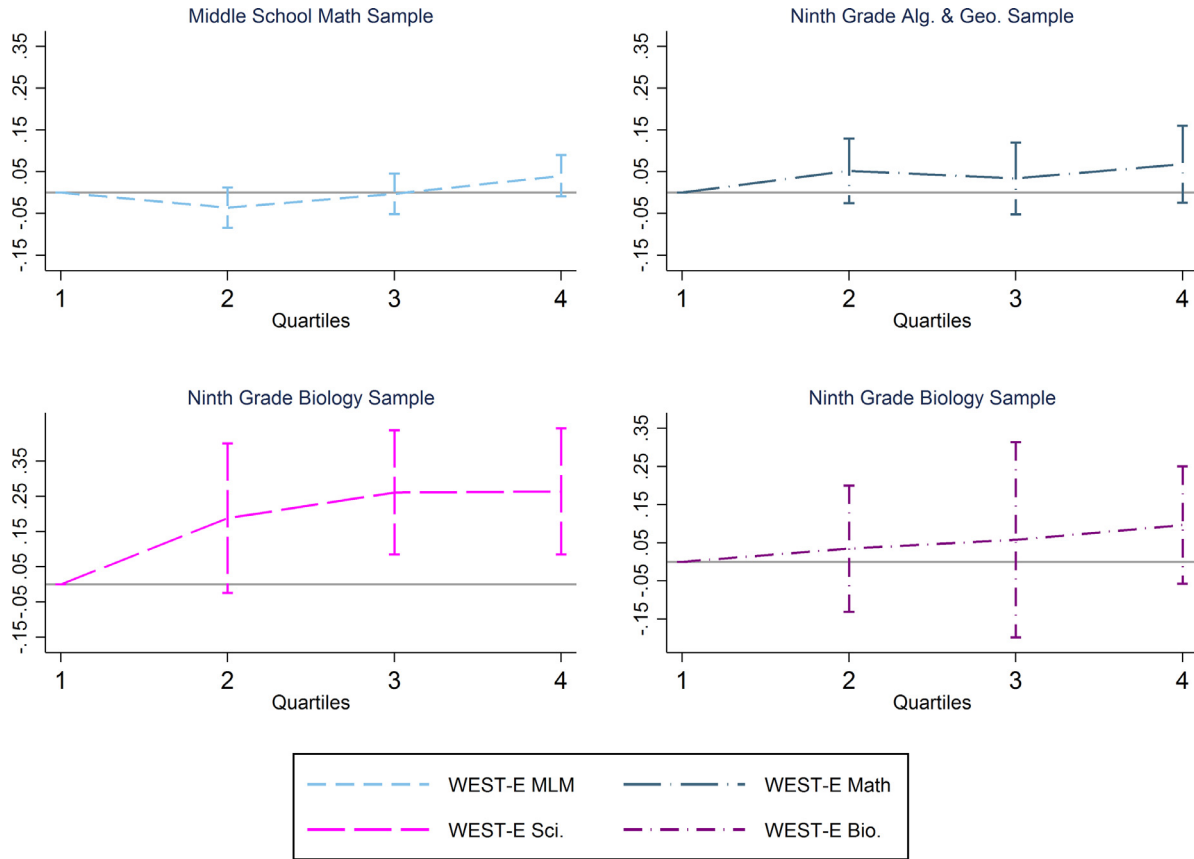 Middle School Math Sample
.35
.25
.15
.05
-.05
-.15
1 2 3 4
Quartiles
Ninth Grade Alg. & Geo. Sample
.35
.25
.15
.05
-.05
-.15
1 2 3 4
Quartiles
Ninth Grade Biology Sample
.35
.25
.15
.05
-.05
-.15
1 2 3 4
Quartiles
Ninth Grade Biology Sample
.35
.25
.15
.05
-.05
-.15
1 2 3 4
Quartiles
WEST-E MLM
WEST-E Math
WEST-E Sci.
WEST-E Bio.